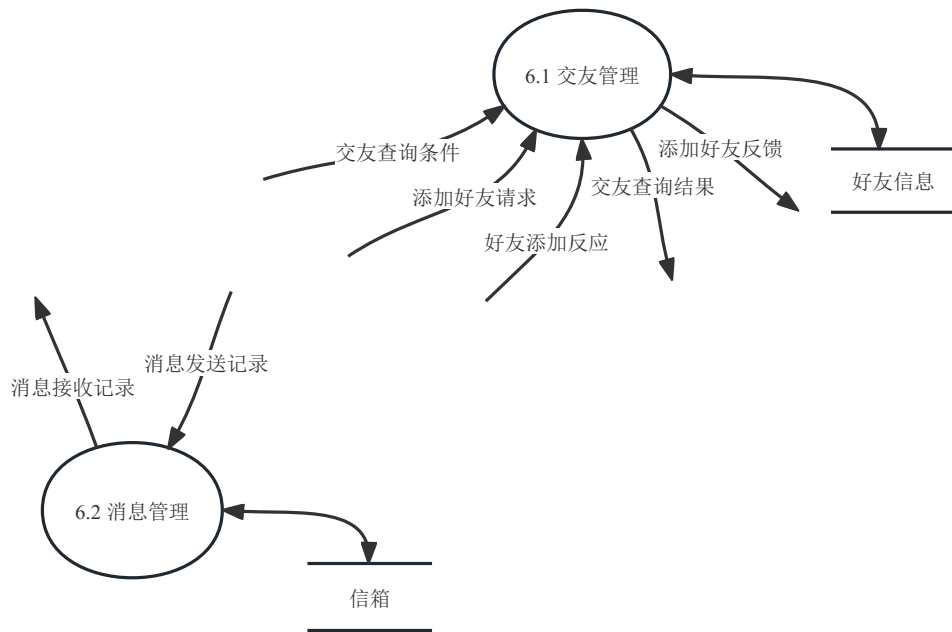 6.1 交友管理
交友查询条件
添加好友反馈
好友信息
交友查询结果
添加好友请求
好友添加反应
消息发送记录
消息接收记录
6.2 消息管理
信箱